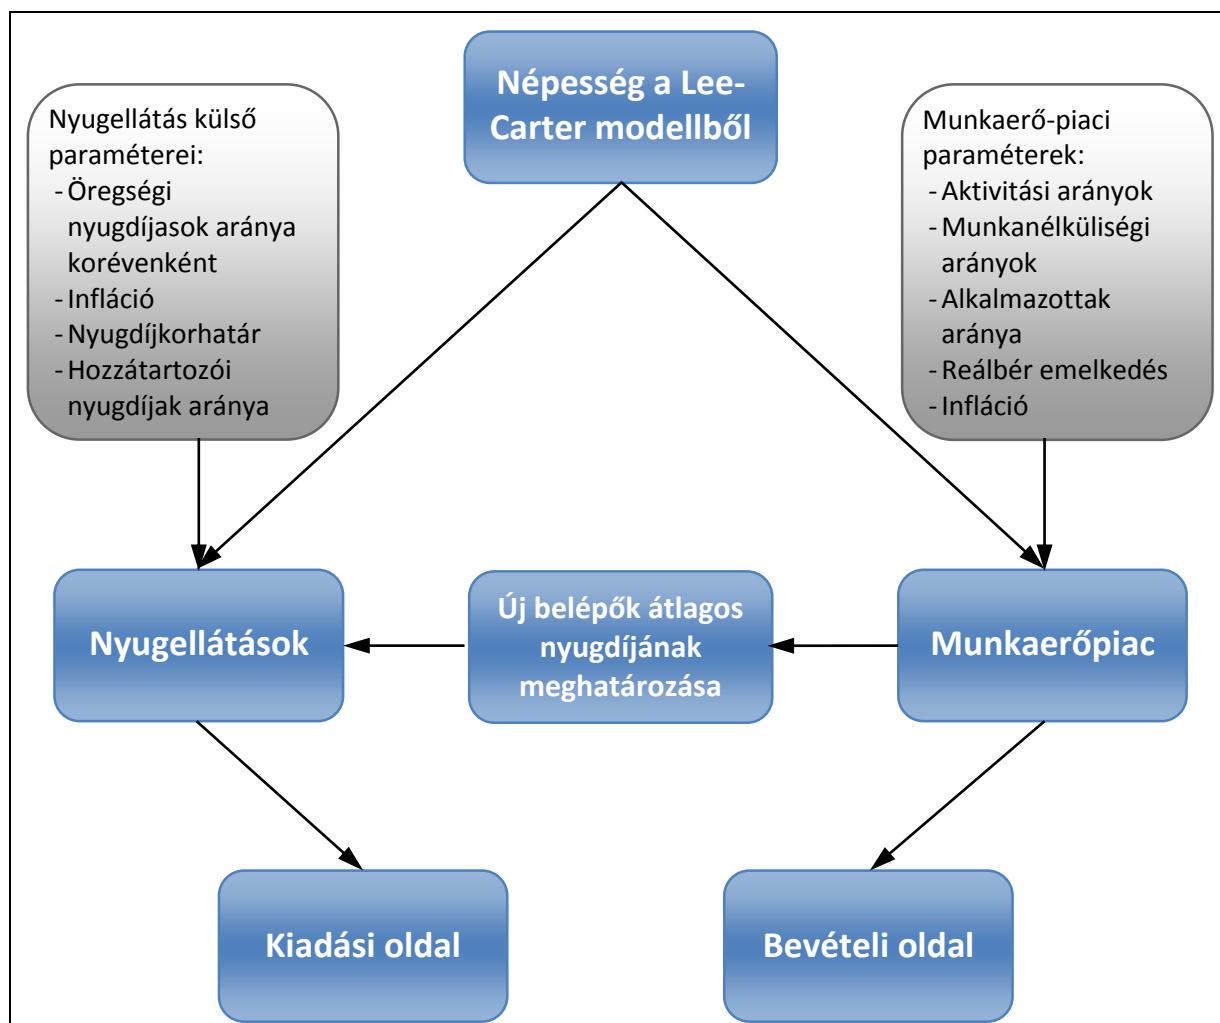 Népesség a Lee-
Carter modellből
Nyugellátás külső
paraméterei:
- Öregségi
nyugdíjasok aránya
korévenként
- Infláció
- Nyugdíjkorhatár
- Hozzátartozói
nyugdíjak aránya
Munkaerő-piaci
paraméterek:
- Aktivitási arányok
- Munkanélküliségi
arányok
- Alkalmazottak
aránya
- Reálbér emelkedés
- Infláció
Nyugellátások
Új belépők átlagos
nyugdíjának
meghatározása
Munkaerőpiac
Kiadási oldal
Bevételi oldal